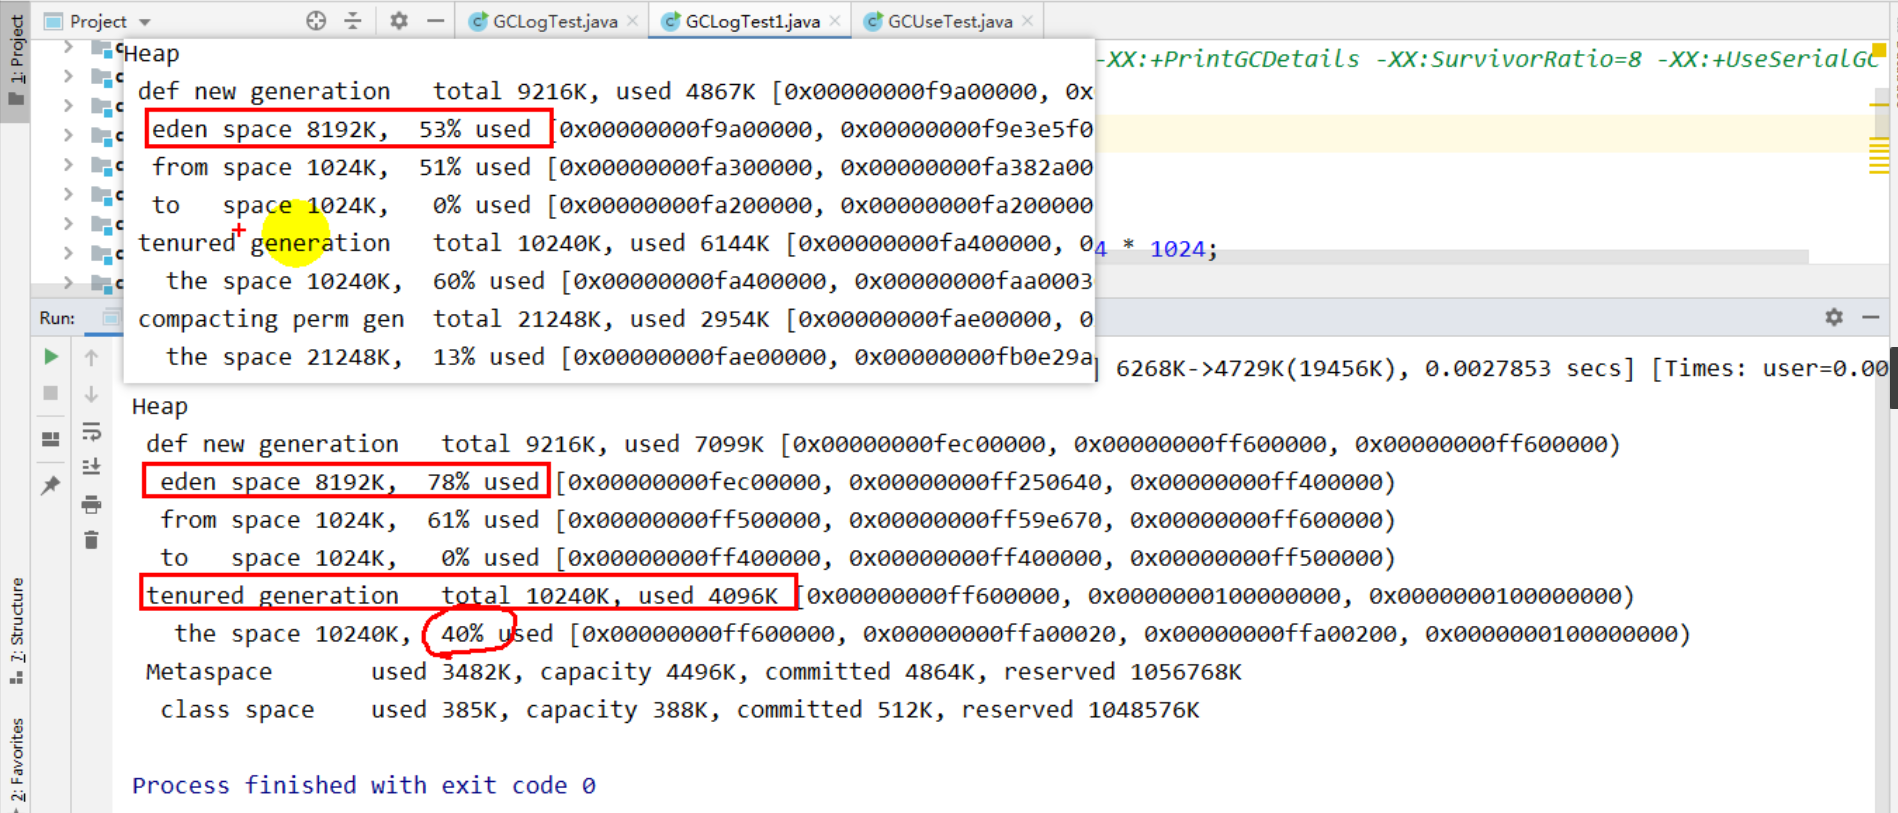 Project
GCLogTest.java
GCLogTest1.java
GCUseTest.java
1: Project
-XX:+PrintGCDetails -XX:SurvivorRatio=8 -XX:+UseSerialGC
Heap
def new generation   total 9216K, used 4867K [0x00000000f9a00000, 0x
eden space 8192K,  53% used [0x00000000f9a00000, 0x00000000f9e3e5f0
from space 1024K,  51% used [0x00000000fa300000, 0x00000000fa382a00
to   space 1024K,   0% used [0x00000000fa200000, 0x00000000fa200000
tenured generation   total 10240K, used 6144K [0x00000000fa400000, 0
4 * 1024;
the space 10240K,  60% used [0x00000000fa400000, 0x00000000faa0003
compacting perm gen  total 21248K, used 2954K [0x00000000fae00000, 0
the space 21248K,  13% used [0x00000000fae00000, 0x00000000fb0e29a
Run:
] 6268K->4729K(19456K), 0.0027853 secs] [Times: user=0.00
Heap
def new generation   total 9216K, used 7099K [0x00000000fec00000, 0x00000000ff600000, 0x00000000ff600000)
eden space 8192K,  78% used [0x00000000fec00000, 0x00000000ff250640, 0x00000000ff400000)
from space 1024K,  61% used [0x00000000ff500000, 0x00000000ff59e670, 0x00000000ff600000)
to   space 1024K,   0% used [0x00000000ff400000, 0x00000000ff400000, 0x00000000ff500000)
tenured generation   total 10240K, used 4096K [0x00000000ff600000, 0x0000000100000000, 0x0000000100000000)
the space 10240K,  40% used [0x00000000ff600000, 0x00000000ffa00020, 0x00000000ffa00200, 0x0000000100000000)
Metaspace       used 3482K, capacity 4496K, committed 4864K, reserved 1056768K
class space    used 385K, capacity 388K, committed 512K, reserved 1048576K
Process finished with exit code 0
7: Structure
2: Favorites